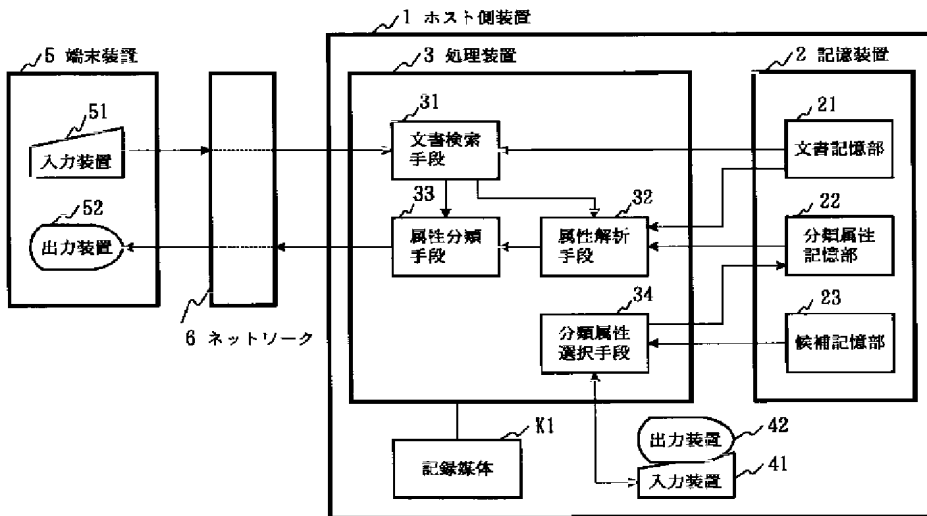 1 ホスト側装置
5 端末装置
3 処理装置
2 記憶装置
51
入力装置
31
文書検索
手段
21
文書記憶部
52
出力装置
33
属性分類
手段
32
属性解析
手段
22
分類属性
記憶部
6 ネットワーク
34
分類属性
選択手段
23
候補記憶部
K1
記録媒体
出力装置
42
入力装置
41